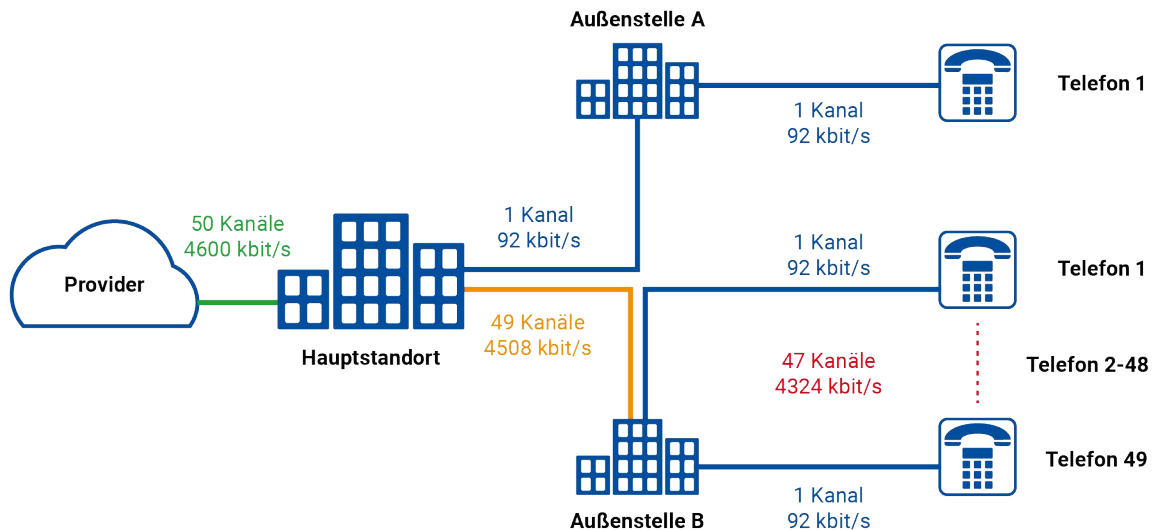 Außenstelle A
Telefon 1
1 Kanal
92 kbit/s
50 Kanäle
4600 kbit/s
1 Kanal
92 kbit/s
1 Kanal
92 kbit/s
Telefon 1
Provider
49 Kanäle
4508 kbit/s
Hauptstandort
47 Kanäle
4324 kbit/s
Telefon 2-48
Telefon 49
1 Kanal
92 kbit/s
Außenstelle B